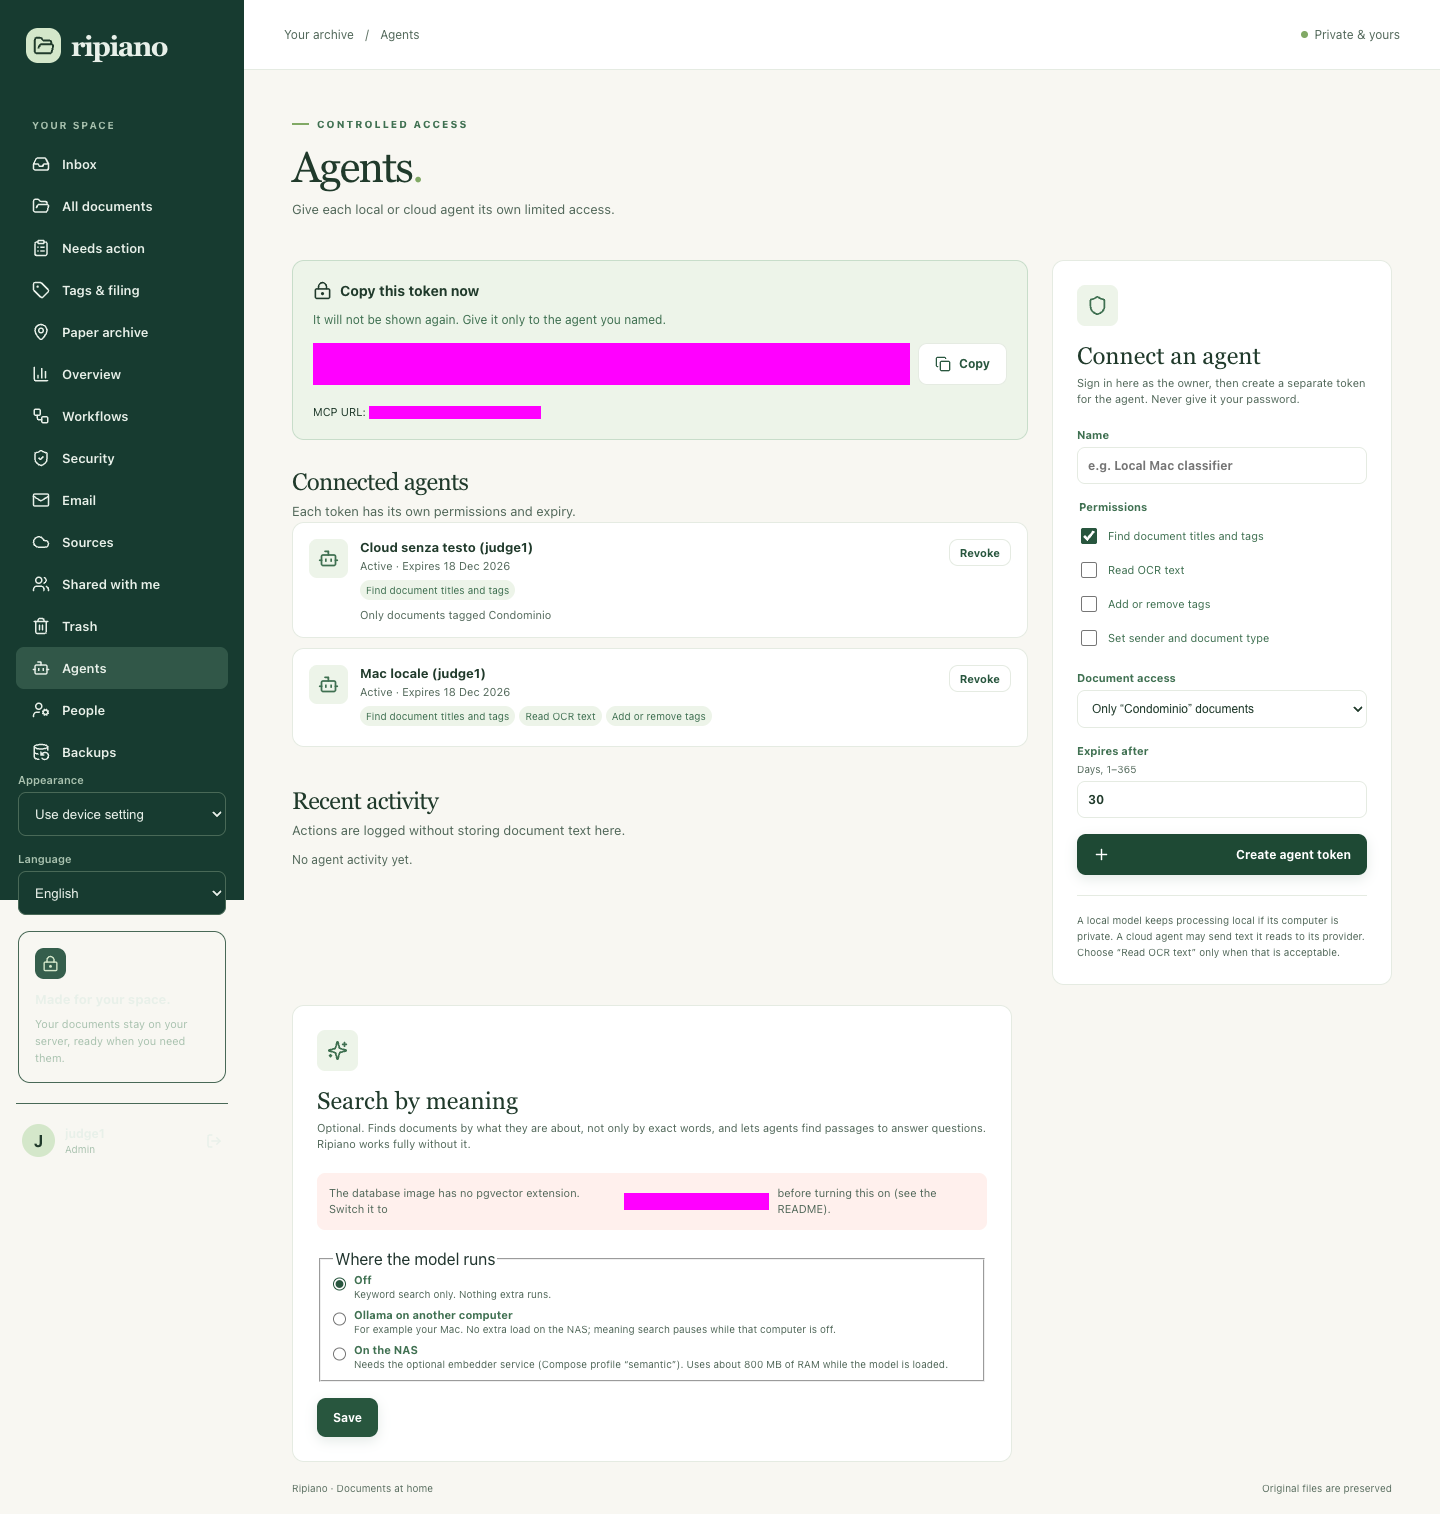 ripiano
YOUR SPACE
Inbox
All documents
Needs action
Tags & filing
Paper archive
Overview
Workflows
Security
Email
Sources
Shared with me
Trash
Agents
People
Backups
Appearance
Use device setting
Language
English
Made for your space.
Your documents stay on your
server, ready when you need
them.
J
judge1
Admin
Your archive / Agents
Private & yours
CONTROLLED ACCESS
Agents.
Give each local or cloud agent its own limited access.
Copy this token now
It will not be shown again. Give it only to the agent you named.
Copy
MCP URL:
Connected agents
Each token has its own permissions and expiry.
Cloud senza testo (judge1)
Active · Expires 18 Dec 2026
Find document titles and tags
Only documents tagged Condominio
Revoke
Mac locale (judge1)
Active · Expires 18 Dec 2026
Find document titles and tags Read OCR text Add or remove tags
Revoke
Recent activity
Actions are logged without storing document text here.
No agent activity yet.
Connect an agent
Sign in here as the owner, then create a separate token
for the agent. Never give it your password.
Name
e.g. Local Mac classifier
Permissions
Find document titles and tags
Read OCR text
Add or remove tags
Set sender and document type
Document access
Only “Condominio” documents
Expires after
Days, 1–365
30
Create agent token
A local model keeps processing local if its computer is
private. A cloud agent may send text it reads to its provider.
Choose “Read OCR text” only when that is acceptable.
Search by meaning
Optional. Finds documents by what they are about, not only by exact words, and lets agents find passages to answer questions.
Ripiano works fully without it.
The database image has no pgvector extension.
Switch it to
before turning this on (see the
README).
Where the model runs
Off
Keyword search only. Nothing extra runs.
Ollama on another computer
For example your Mac. No extra load on the NAS; meaning search pauses while that computer is off.
On the NAS
Needs the optional embedder service (Compose profile “semantic”). Uses about 800 MB of RAM while the model is loaded.
Save
Ripiano · Documents at home
Original files are preserved